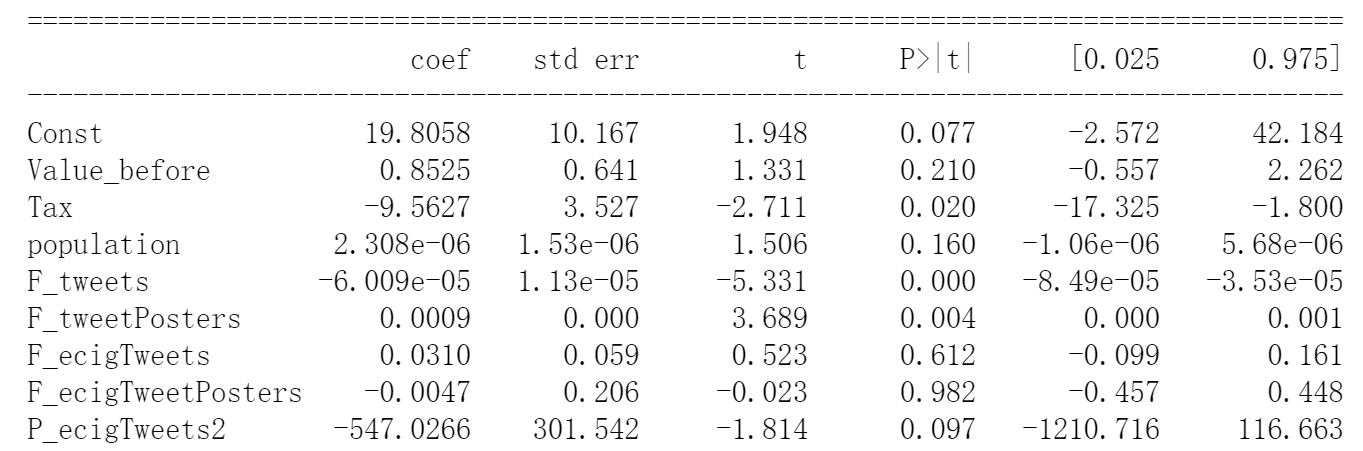 ==============================================================================
coef std err t P>|t| [0.025 0.975]
------------------------------------------------------------------------------
Const 19.8058 10.167 1.948 0.077 -2.572 42.184
Value_before 0.8525 0.641 1.331 0.210 -0.557 2.262
Tax -9.5627 3.527 -2.711 0.020 -17.325 -1.800
population 2.308e-06 1.53e-06 1.506 0.160 -1.06e-06 5.68e-06
F_tweets -6.009e-05 1.13e-05 -5.331 0.000 -8.49e-05 -3.53e-05
F_tweetPosters 0.0009 0.000 3.689 0.004 0.000 0.001
F_ecigTweets 0.0310 0.059 0.523 0.612 -0.099 0.161
F_ecigTweetPosters -0.0047 0.206 -0.023 0.982 -0.457 0.448
P_ecigTweets2 -547.0266 301.542 -1.814 0.097 -1210.716 116.663